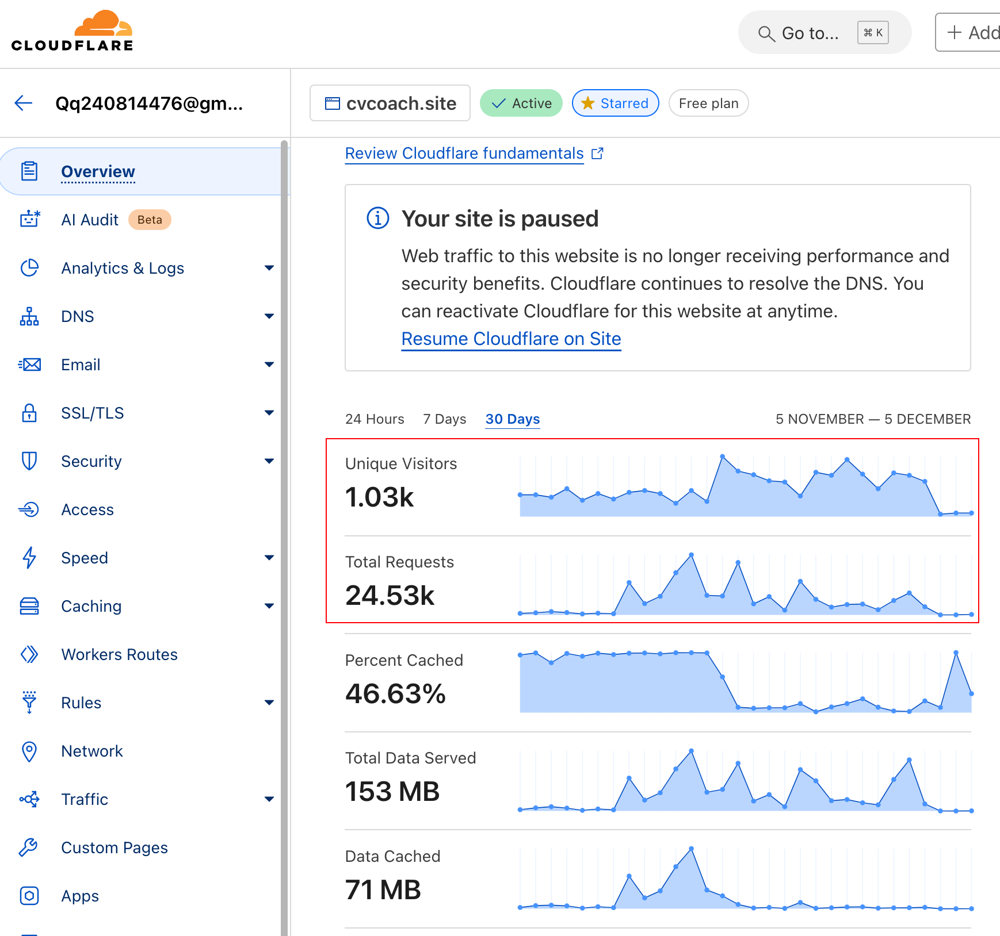 CLOUDFLARE
Go to...
⌘ K
Add
Qq240814476@gm...
cvcoach.site
Active
Starred
Free plan
Overview
AI Audit
Beta
Analytics & Logs
DNS
Email
SSL/TLS
Security
Access
Speed
Caching
Workers Routes
Rules
Network
Traffic
Custom Pages
Apps
Review Cloudflare fundamentals
Your site is paused
Web traffic to this website is no longer receiving performance and
security benefits. Cloudflare continues to resolve the DNS. You
can reactivate Cloudflare for this website at anytime.
Resume Cloudflare on Site
24 Hours
7 Days
30 Days
5 NOVEMBER — 5 DECEMBER
Unique Visitors
1.03k
Total Requests
24.53k
Percent Cached
46.63%
Total Data Served
153 MB
Data Cached
71 MB